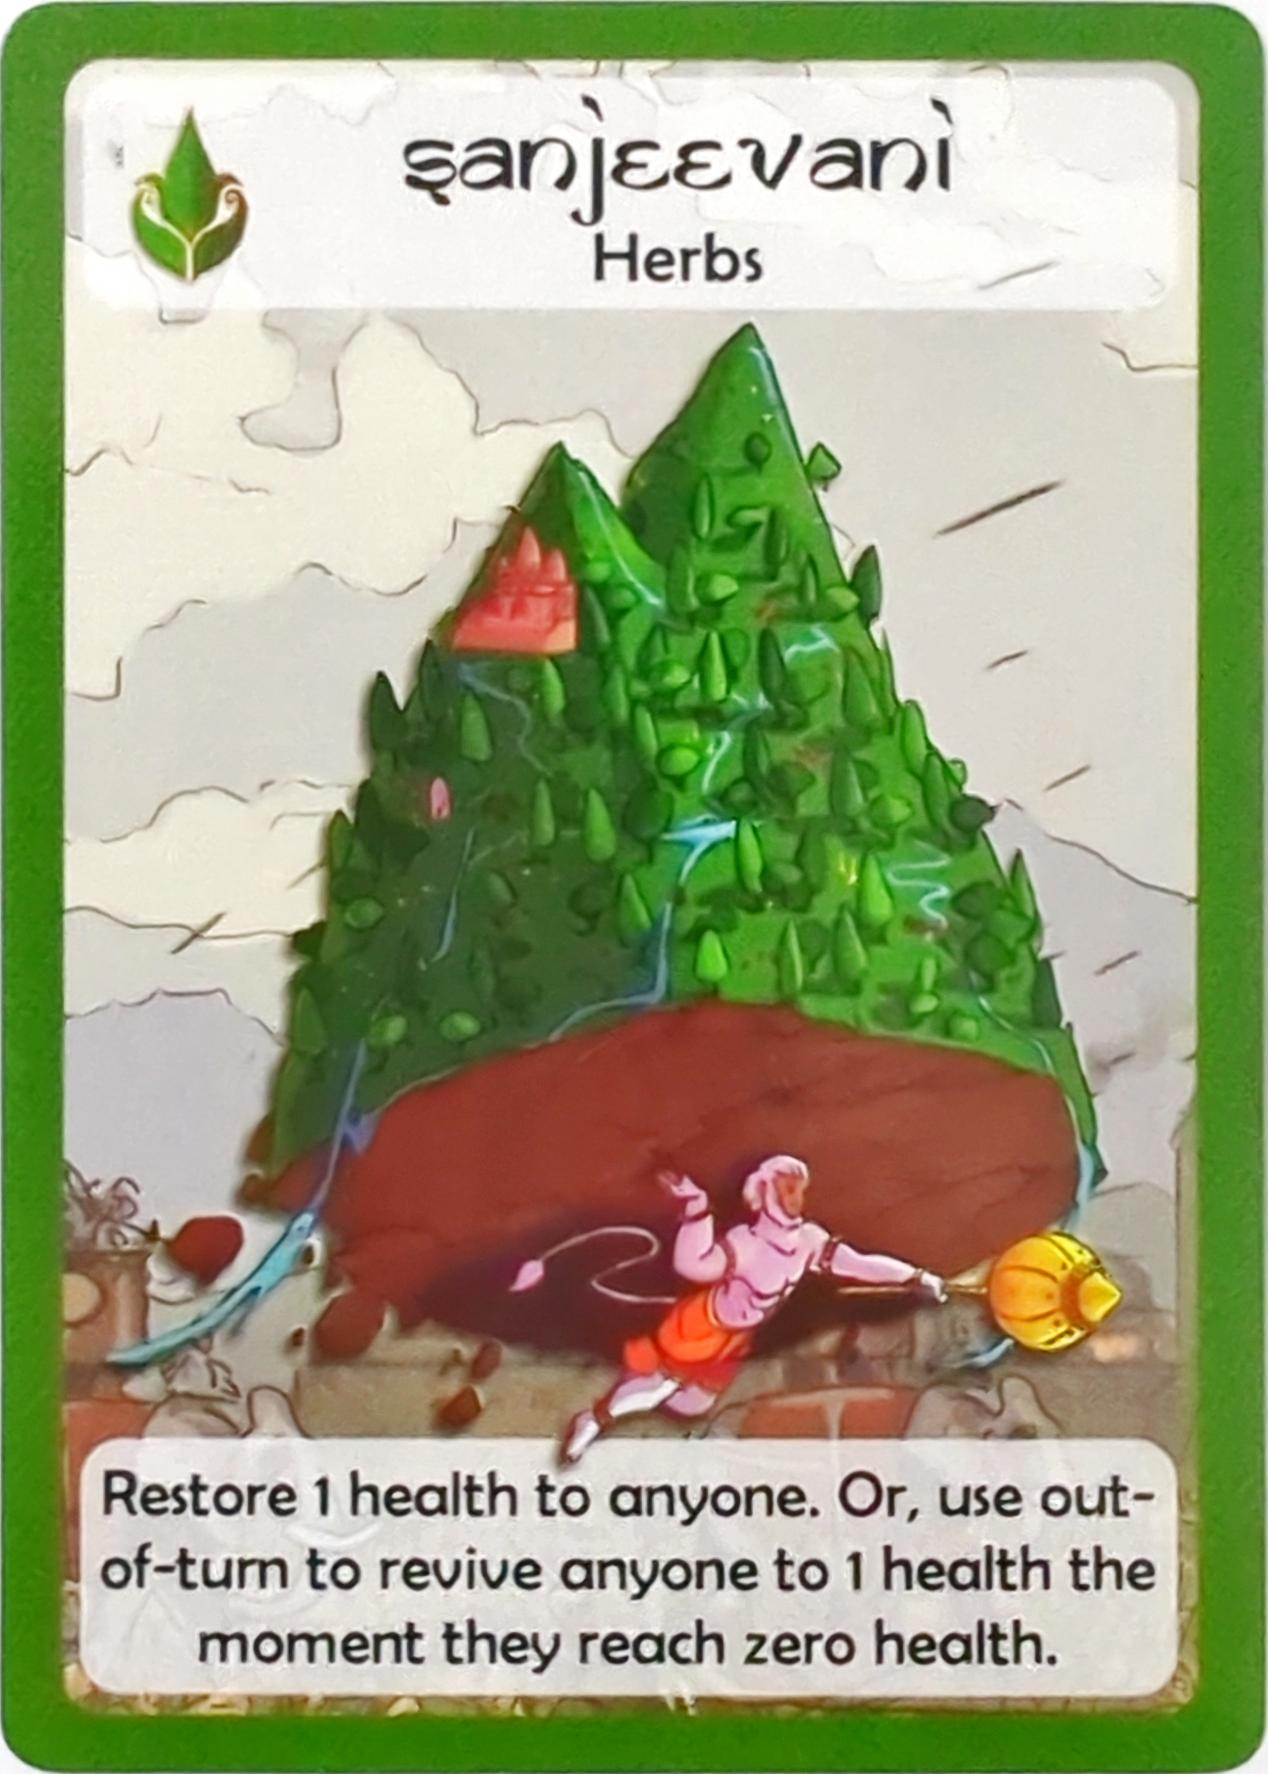 Sanjeevani
Herbs
Restore 1 health to anyone. Or, use out-
of-turn to revive anyone to 1 health the
moment they reach zero health.